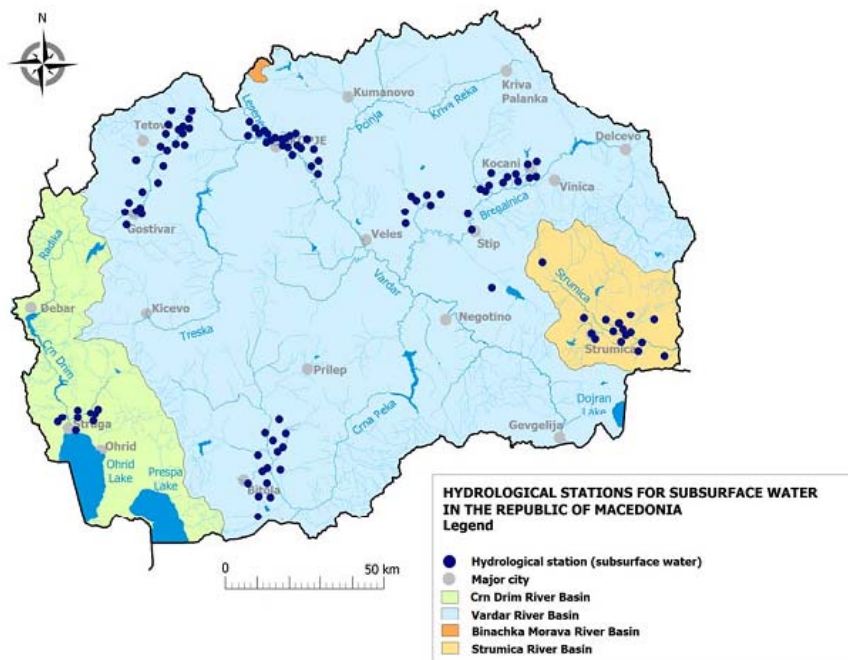 N
Kumanovo
Kriva
Palanka
Kriva Reka
Pcinja
Lepenec
Tetovo
Delcevo
Kocani
Vinica
Bregalnica
Gostivar
Radika
Veles
Stip
Strumica
Vardar
Debar
Kicevo
Treska
Negotino
Strumica
Crn Drim
Prilep
Dojran
Lake
Crna Peka
Gevgelija
Struga
Ohrid
Ohrid
Lake
Prespa
Lake
Bitola
0 50 km
HYDROLOGICAL STATIONS FOR SUBSURFACE WATER
IN THE REPUBLIC OF MACEDONIA
Legend
Hydrological station (subsurface water)
Major city
Crn Drim River Basin
Vardar River Basin
Binachka Morava River Basin
Strumica River Basin